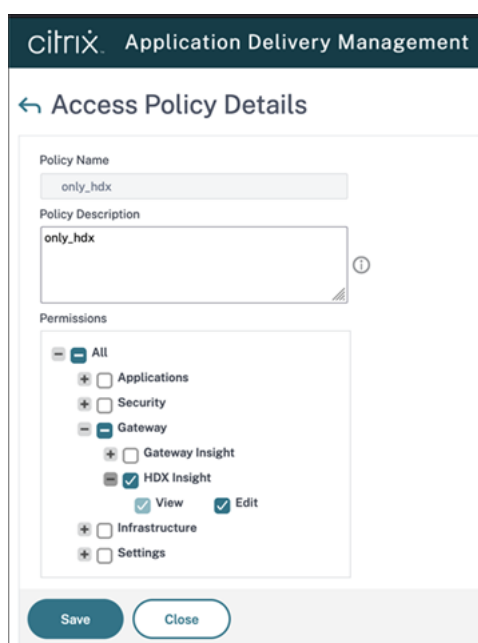 citrix. Application Delivery Management
Access Policy Details
Policy Name
only_hdx
Policy Description
only_hdx
Permissions
All
Applications
Security
Gateway
Gateway Insight
HDX Insight
View Edit
Infrastructure
Settings
Save Close